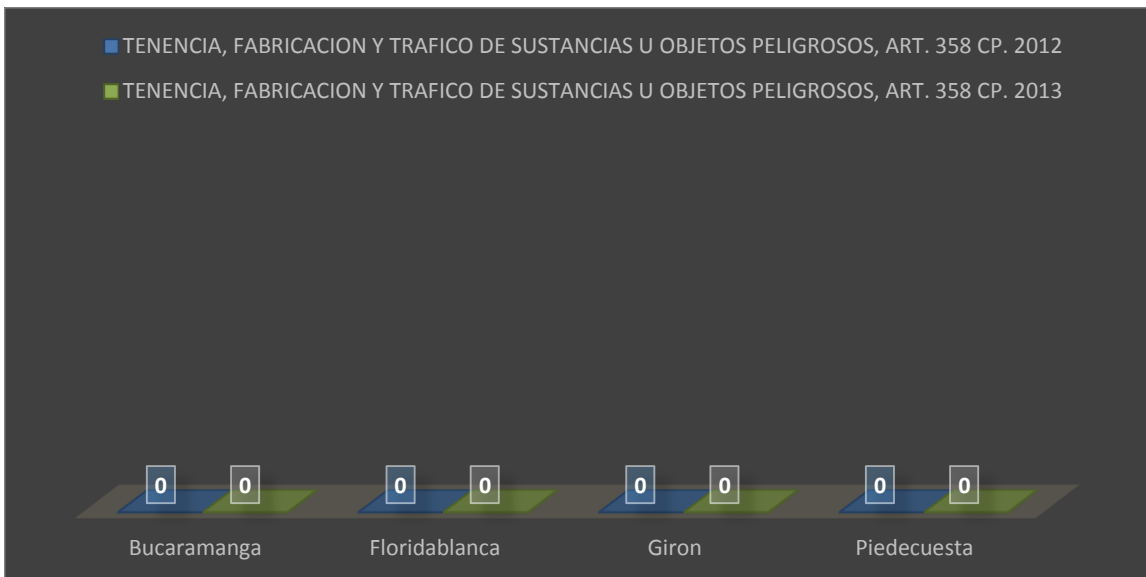 TENENCIA, FABRICACION Y TRAFICO DE SUSTANCIAS U OBJETOS PELIGROSOS, ART. 358 CP. 2012
TENENCIA, FABRICACION Y TRAFICO DE SUSTANCIAS U OBJETOS PELIGROSOS, ART. 358 CP. 2013
0 0 0 0 0 0 0 0
Bucaramanga Floridablanca Giron Piedecuesta